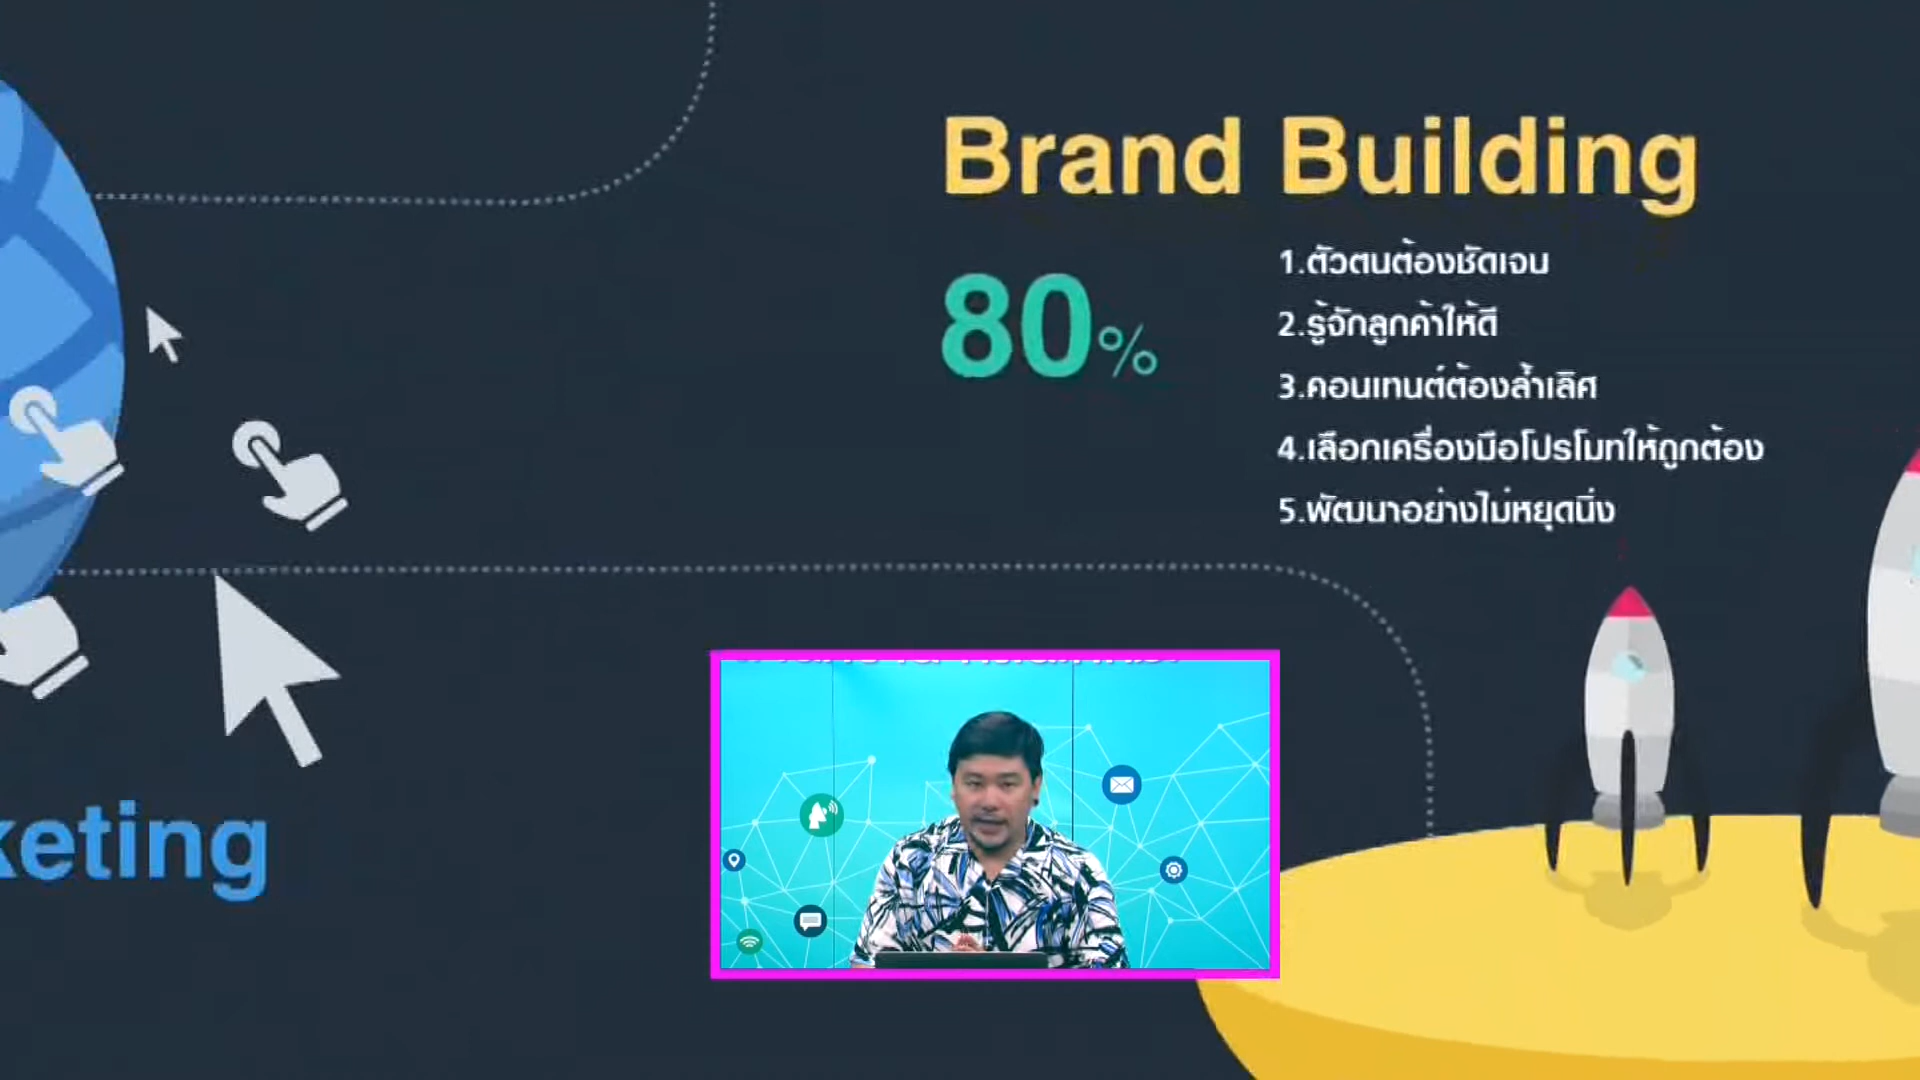 Brand Building
80%
1.ตัวตนต้องชัดเจน
2.รู้จักลูกค้าให้ดี
3.คอนเทนต์ต้องล้ำเลิศ
4.เลือกเครื่องมือโปรโมทให้ถูกต้อง
5.พัฒนาอย่างไม่หยุดนิ่ง
keting